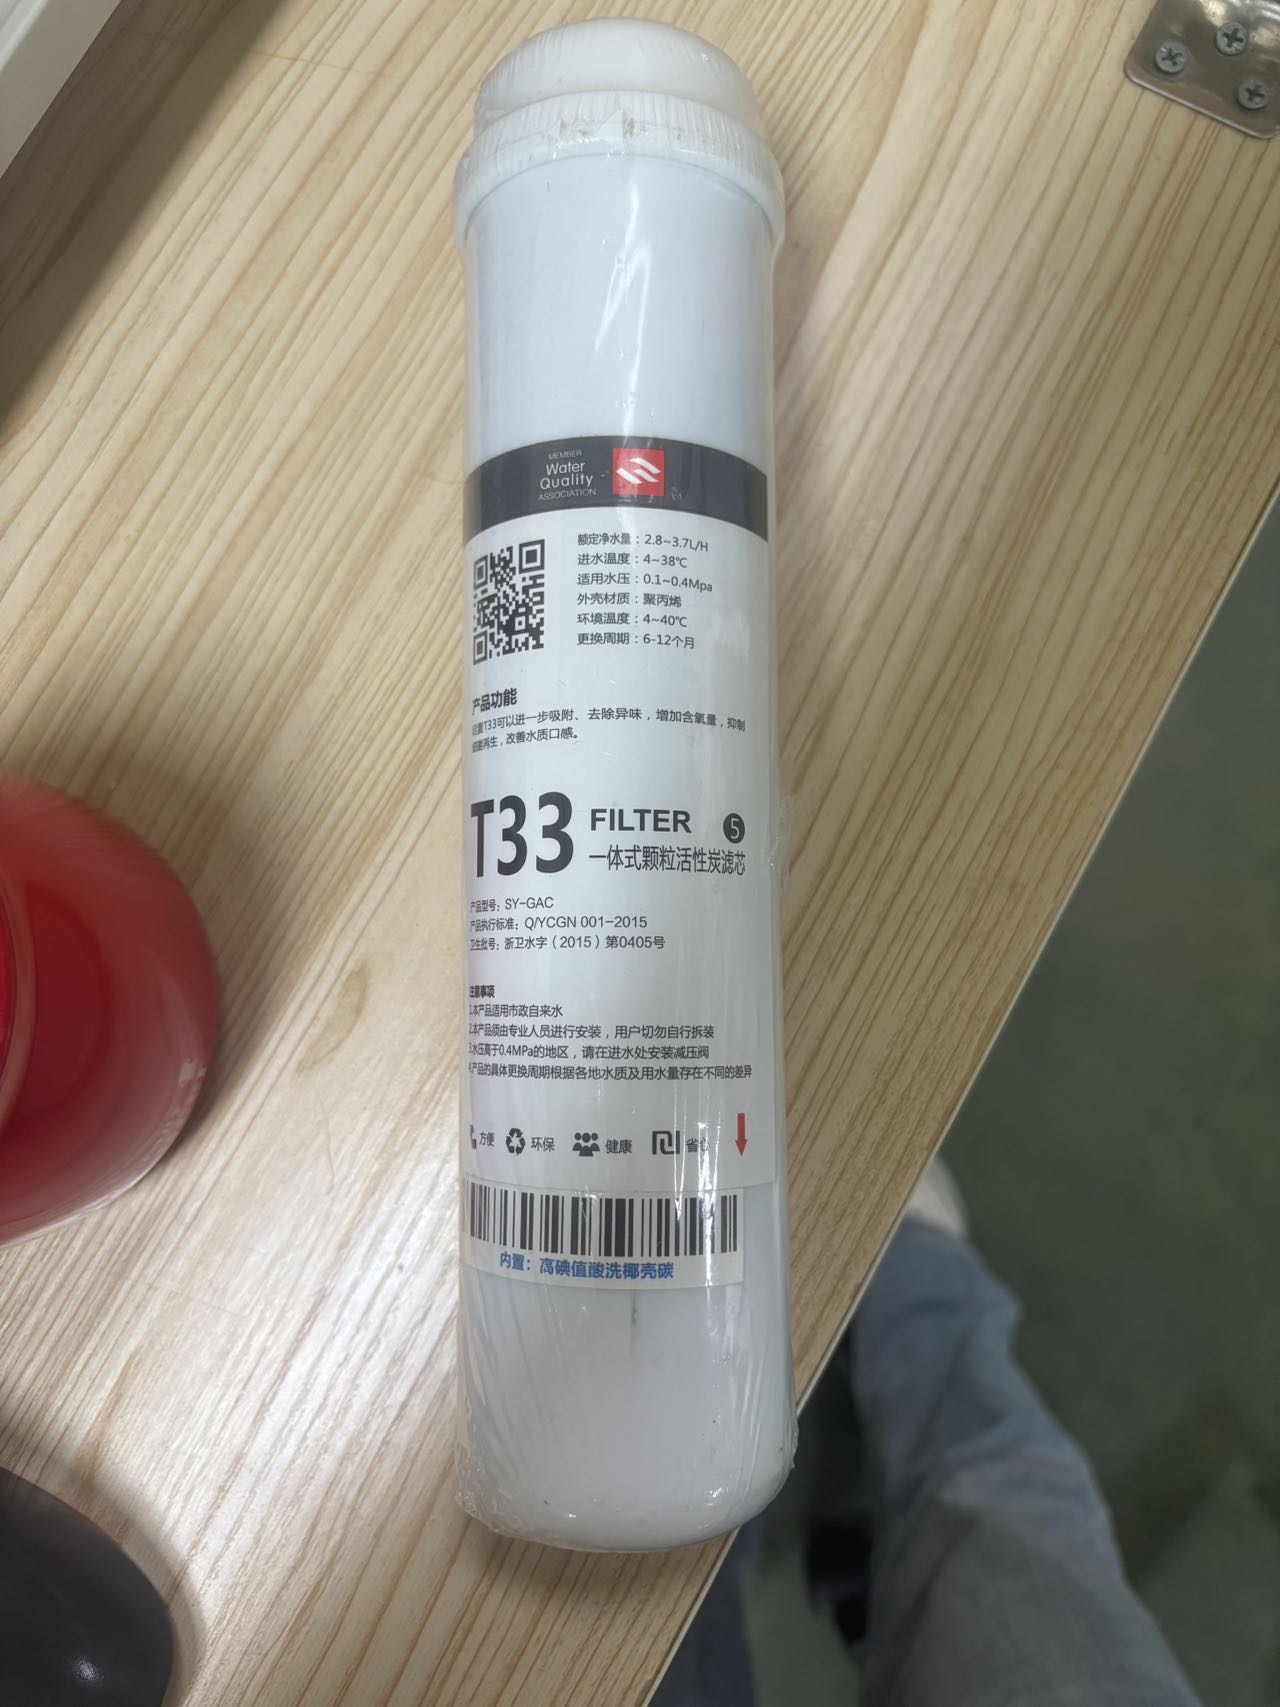 MEMBER
Water
Quality
ASSOCIATION
额定净水量：2.8~3.7L/H
进水温度：4~38℃
适用水压：0.1~0.4Mpa
外壳材质：聚丙烯
环境温度：4~40℃
更换周期：6-12个月
产品功能
后置T33可以进一步吸附、去除异味，增加含氧量，抑制
细菌再生，改善水质口感。
T33 FILTER 5
一体式颗粒活性炭滤芯
产品型号：SY-GAC
产品执行标准：Q/YCGN 001-2015
卫生批号：浙卫水字（2015）第0405号
注意事项
1.本产品适用市政自来水
2.本产品须由专业人员进行安装，用户切勿自行拆装
3.水压高于0.4MPa的地区，请在进水处安装减压阀
4.产品的具体更换周期根据各地水质及用水量存在不同的差异
方便 环保 健康 省心
内置：高碘值酸洗椰壳碳